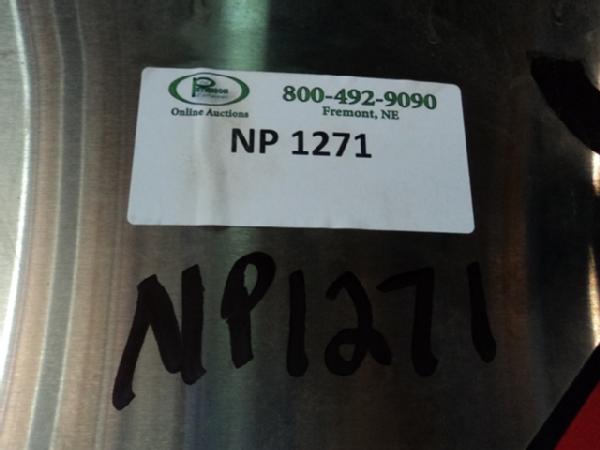 800-492-9090
Online Auctions
Fremont, NE
NP 1271
NP1271